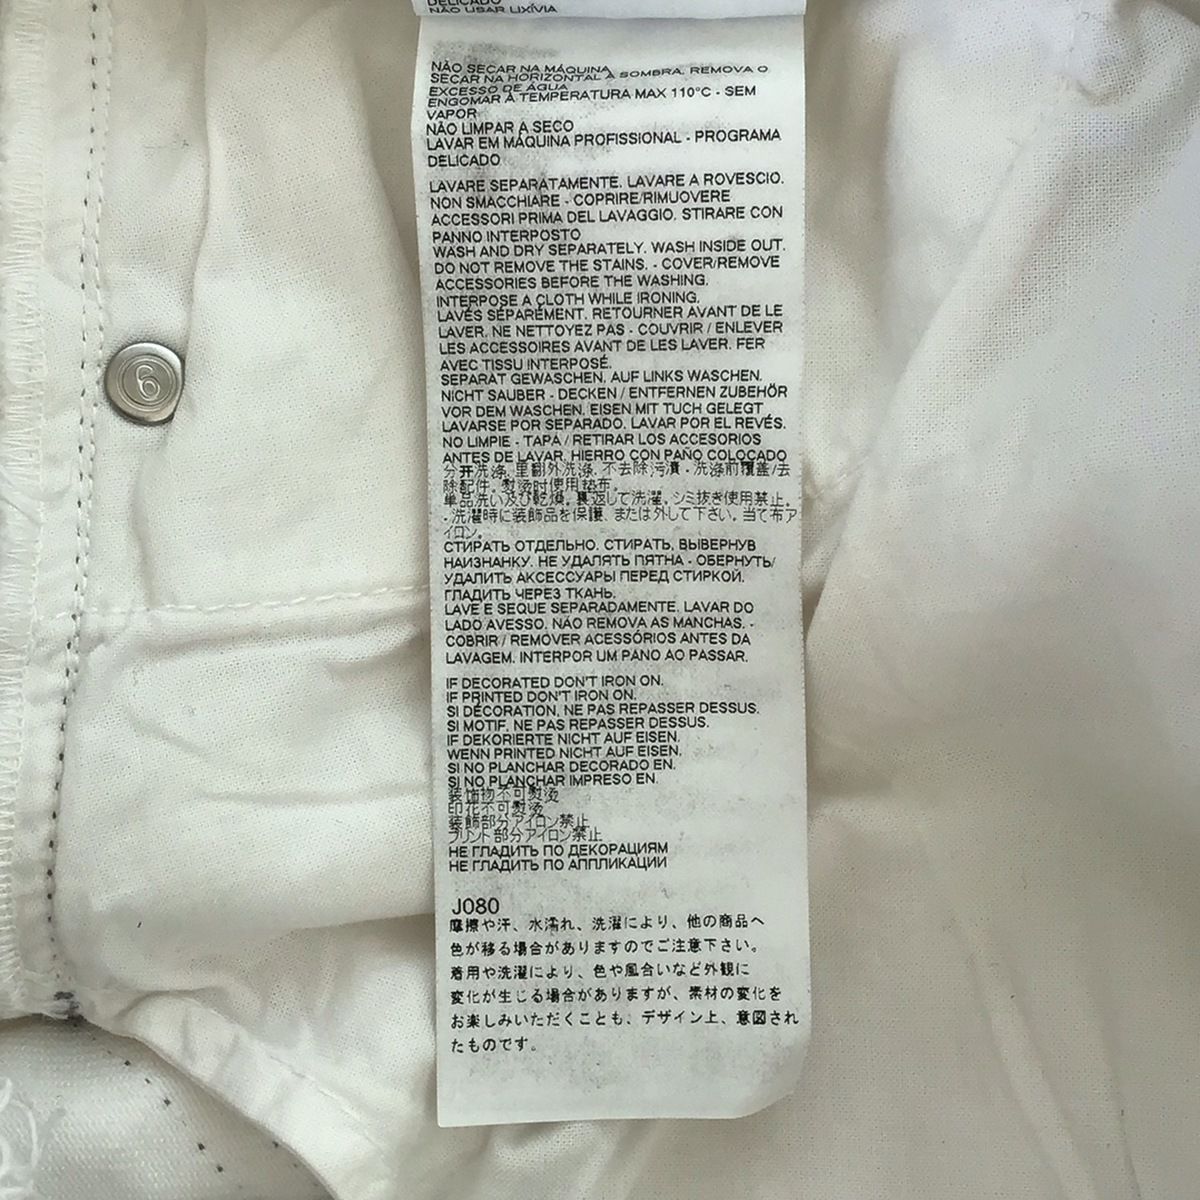 DELICADO
NÃO USAR LIXÍVIA
NÃO SECAR NA MÁQUINA
SECAR NA HORIZONTAL À SOMBRA. REMOVA O
EXCESSO DE ÁGUA
ENGOMAR À TEMPERATURA MAX 110°C - SEM
VAPOR
NÃO LIMPAR A SECO
LAVAR EM MÁQUINA PROFISSIONAL - PROGRAMA
DELICADO
LAVARE SEPARATAMENTE. LAVARE A ROVESCIO.
NON SMACCHIARE - COPRIRE/RIMUOVERE
ACCESSORI PRIMA DEL LAVAGGIO. STIRARE CON
PANNO INTERPOSTO
WASH AND DRY SEPARATELY. WASH INSIDE OUT.
DO NOT REMOVE THE STAINS. - COVER/REMOVE
ACCESSORIES BEFORE THE WASHING.
INTERPOSE A CLOTH WHILE IRONING.
LAVÉS SÉPARÉMENT. RETOURNER AVANT DE LE
LAVER. NE NETTOYEZ PAS - COUVRIR / ENLEVER
LES ACCESSOIRES AVANT DE LES LAVER. FER
AVEC TISSU INTERPOSÉ.
SEPARAT GEWASCHEN. AUF LINKS WASCHEN.
NICHT SAUBER - DECKEN / ENTFERNEN ZUBEHÖR
VOR DEM WASCHEN. EISEN MIT TUCH GELEGT
LAVARSE POR SEPARADO. LAVAR POR EL REVÉS.
NO LIMPIE - TAPA / RETIRAR LOS ACCESORIOS
ANTES DE LAVAR. HIERRO CON PAÑO COLOCADO
分开洗涤. 里翻外洗涤. 不去除污渍 - 洗涤前覆盖/去
除配件。熨烫时使用垫布。
単品洗い及び乾燥。裏返して洗濯。シミ抜き使用禁止。
- 洗濯時に装飾品を保護、または外して下さい。当て布ア
イロン。
СТИРАТЬ ОТДЕЛЬНО. СТИРАТЬ, ВЫВЕРНУВ
НАИЗНАНКУ. НЕ УДАЛЯТЬ ПЯТНА - ОБЕРНУТЬ/
УДАЛИТЬ АКСЕССУАРЫ ПЕРЕД СТИРКОЙ.
ГЛАДИТЬ ЧЕРЕЗ ТКАНЬ.
LAVE E SEQUE SEPARADAMENTE. LAVAR DO
LADO AVESSO. NÃO REMOVA AS MANCHAS. -
COBRIR / REMOVER ACESSÓRIOS ANTES DA
LAVAGEM. INTERPOR UM PANO AO PASSAR.
IF DECORATED DON'T IRON ON.
IF PRINTED DON'T IRON ON.
SI DÉCORATION, NE PAS REPASSER DESSUS.
SI MOTIF, NE PAS REPASSER DESSUS.
IF DEKORIERTE NICHT AUF EISEN.
WENN PRINTED NICHT AUF EISEN.
SI NO PLANCHAR DECORADO EN.
SI NO PLANCHAR IMPRESO EN.
装饰物不可熨烫
印花不可熨烫
装飾部分アイロン禁止
プリント部分アイロン禁止
НЕ ГЛАДИТЬ ПО ДЕКОРАЦИЯМ
НЕ ГЛАДИТЬ ПО АППЛИКАЦИИ
J080
摩擦や汗、水濡れ、洗濯により、他の商品へ
色が移る場合がありますのでご注意下さい。
着用や洗濯により、色や風合いなど外観に
変化が生じる場合がありますが、素材の変化を
お楽しみいただくことも、デザイン上、意図され
たものです。
6